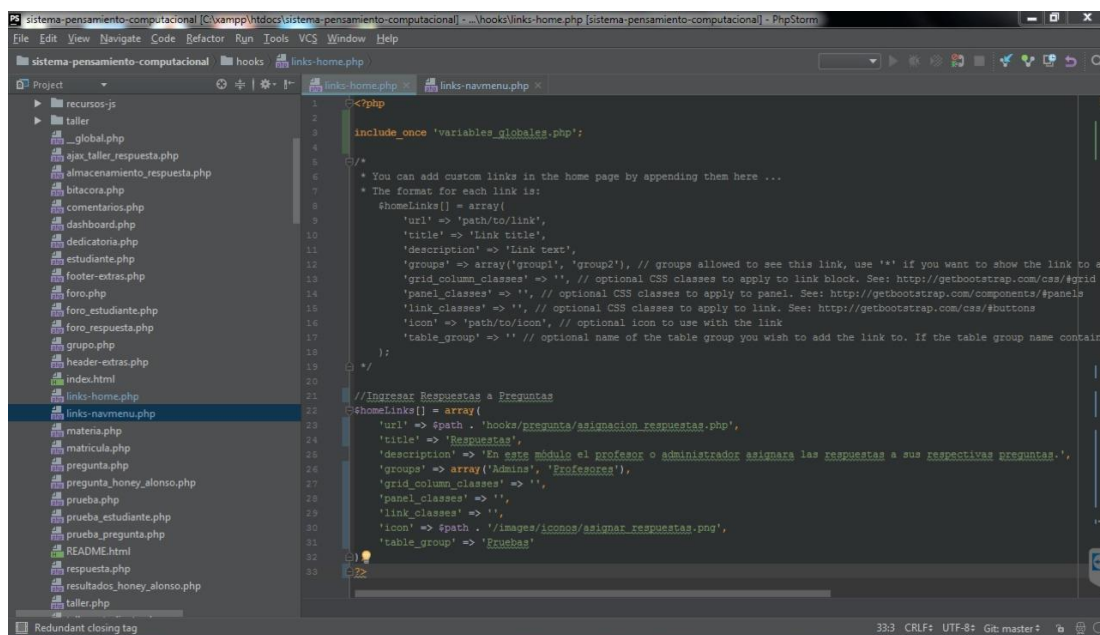 sistema-pensamiento-computacional [C:\xampp\htdocs\sistema-pensamiento-computacional] - ...\hooks\links-home.php [sistema-pensamiento-computacional] - PhpStorm
File Edit View Navigate Code Refactor Run Tools VCS Window Help
sistema-pensamiento-computacional hooks links-home.php
Project
links-home.php links-navmenu.php
recursos-js
taller
__global.php
ajax_taller_respuesta.php
almacenamiento_respuesta.php
bitacora.php
comentarios.php
dashboard.php
dedicatoria.php
estudiante.php
footer-extras.php
foro.php
foro_estudiante.php
foro_respuesta.php
grupo.php
header-extras.php
index.html
links-home.php
links-navmenu.php
materia.php
matricula.php
pregunta.php
pregunta_honey_alonso.php
prueba.php
prueba_estudiante.php
prueba_pregunta.php
README.html
respuesta.php
resultados_honey_alonso.php
taller.php
1 <?php
2
3 include_once 'variables_globales.php';
4
5 /*
6 * You can add custom links in the home page by appending them here ...
7 * The format for each link is:
8 $homeLinks[] = array(
9 'url' => 'path/to/link',
10 'title' => 'Link title',
11 'description' => 'Link text',
12 'groups' => array('group1', 'group2'), // groups allowed to see this link, use '*' if you want to show the link to a
13 'grid_column_classes' => '', // optional CSS classes to apply to link block. See: http://getbootstrap.com/css/#grid
14 'panel_classes' => '', // optional CSS classes to apply to panel. See: http://getbootstrap.com/components/#panels
15 'link_classes' => '', // optional CSS classes to apply to link. See: http://getbootstrap.com/css/#buttons
16 'icon' => 'path/to/icon', // optional icon to use with the link
17 'table_group' => '' // optional name of the table group you wish to add the link to. If the table group name contain
18 );
19 */
20
21 //Ingresar Respuestas a Preguntas
22 $homeLinks[] = array(
23 'url' => $path . 'hooks/pregunta/asignacion_respuestas.php',
24 'title' => 'Respuestas',
25 'description' => 'En este módulo el profesor o administrador asignara las respuestas a sus respectivas preguntas.',
26 'groups' => array('Admins', 'Profesores'),
27 'grid_column_classes' => '',
28 'panel_classes' => '',
29 'link_classes' => '',
30 'icon' => $path . '/images/iconos/asignar_respuestas.png',
31 'table_group' => 'Pruebas'
32 )
33 ?>
Redundant closing tag
33:3 CRLF UTF-8 Git: master